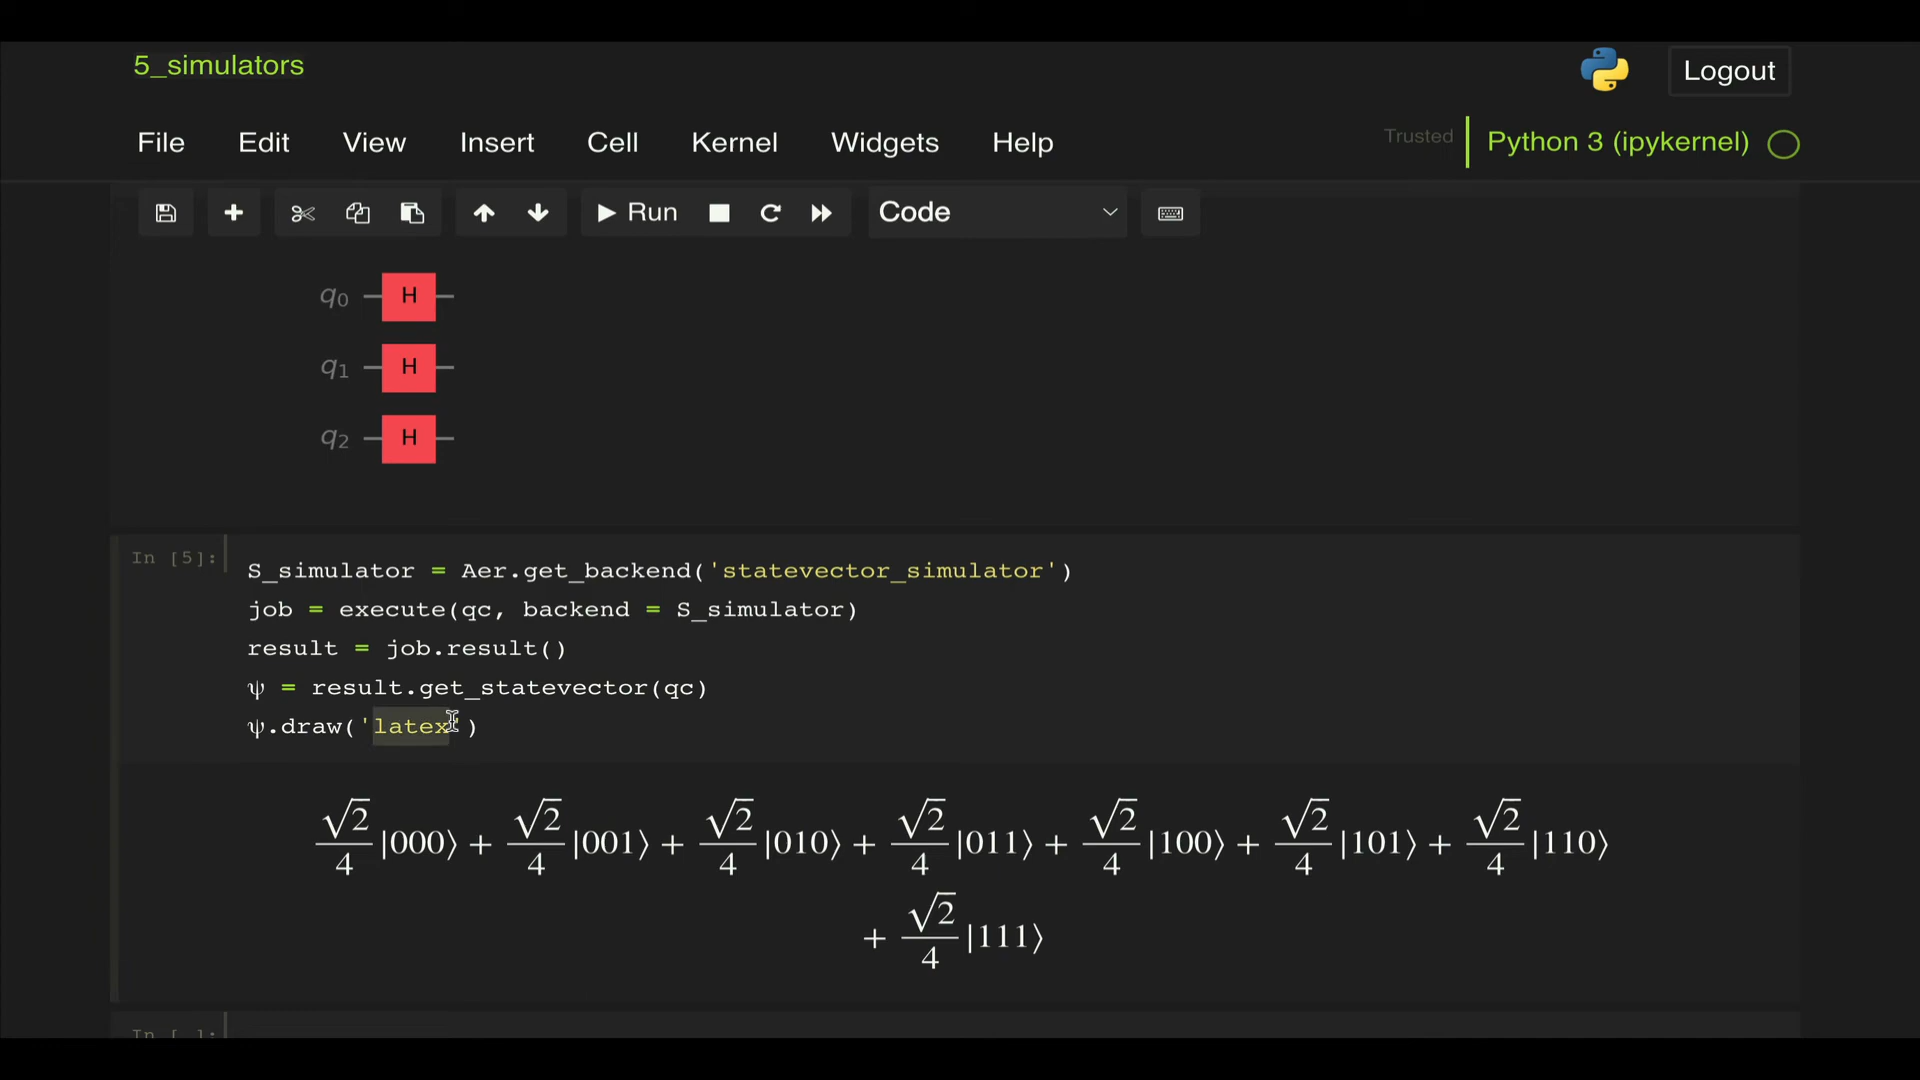 5_simulators
Logout
File Edit View Insert Cell Kernel Widgets Help
Trusted
Python 3 (ipykernel)
Run
Code
q0 H
q1 H
q2 H
In [5]:
S_simulator = Aer.get_backend('statevector_simulator')
job = execute(qc, backend = S_simulator)
result = job.result()
ψ = result.get_statevector(qc)
ψ.draw('latex')
√2/4|000⟩ + √2/4|001⟩ + √2/4|010⟩ + √2/4|011⟩ + √2/4|100⟩ + √2/4|101⟩ + √2/4|110⟩
+ √2/4|111⟩
In [ ]: